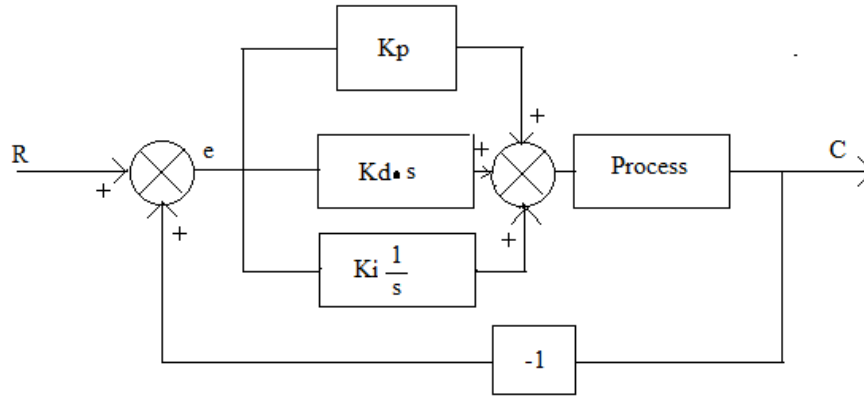 Kp
+
R
+
e
Kd• s
+
Process
C
+
+
Ki 1/s
-1